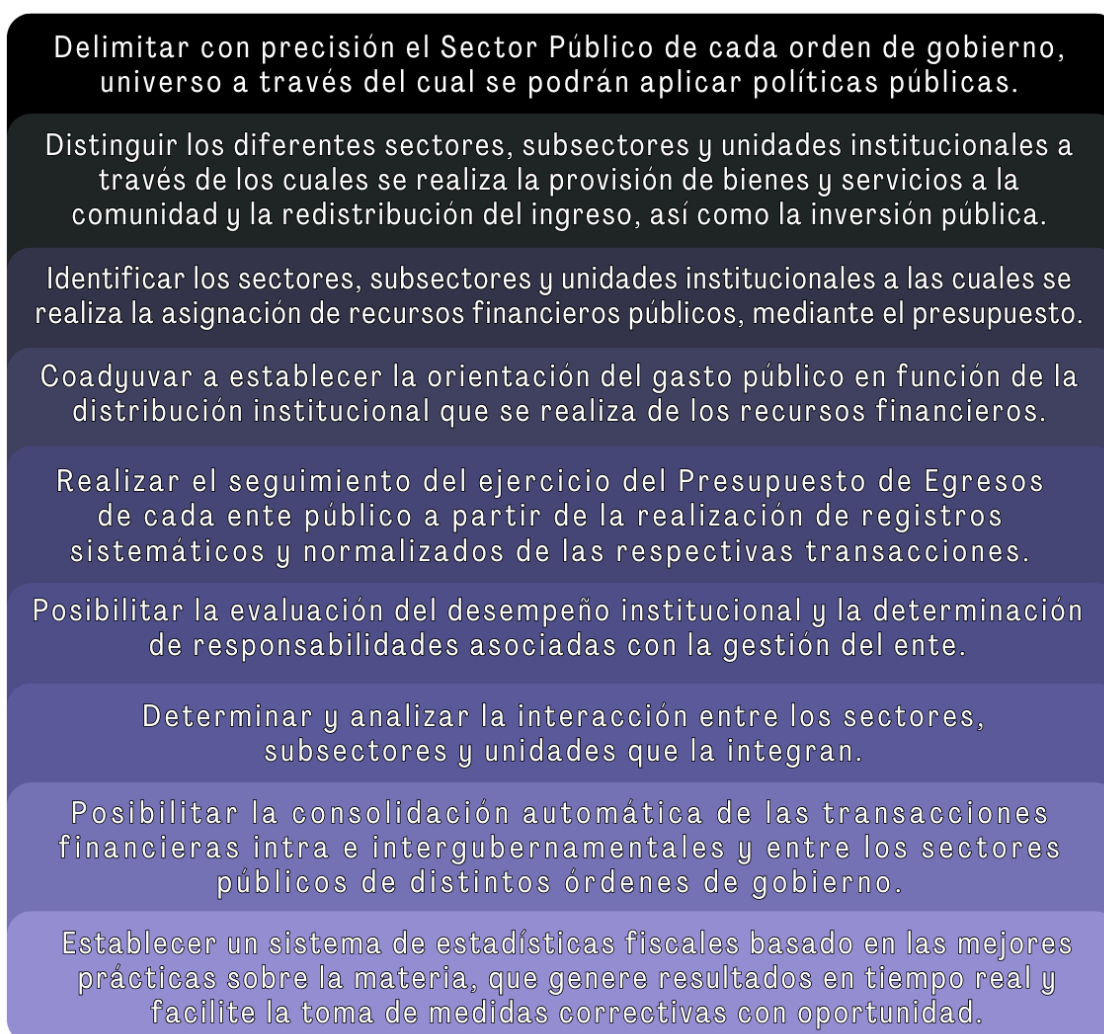 Delimitar con precisión el Sector Público de cada orden de gobierno,
universo a través del cual se podrán aplicar políticas públicas.
Distinguir los diferentes sectores, subsectores y unidades institucionales a
través de los cuales se realiza la provisión de bienes y servicios a la
comunidad y la redistribución del ingreso, así como la inversión pública.
Identificar los sectores, subsectores y unidades institucionales a las cuales se
realiza la asignación de recursos financieros públicos, mediante el presupuesto.
Coadyuvar a establecer la orientación del gasto público en función de la
distribución institucional que se realiza de los recursos financieros.
Realizar el seguimiento del ejercicio del Presupuesto de Egresos
de cada ente público a partir de la realización de registros
sistemáticos y normalizados de las respectivas transacciones.
Posibilitar la evaluación del desempeño institucional y la determinación
de responsabilidades asociadas con la gestión del ente.
Determinar y analizar la interacción entre los sectores,
subsectores y unidades que la integran.
Posibilitar la consolidación automática de las transacciones
financieras intra e intergubernamentales y entre los sectores
públicos de distintos órdenes de gobierno.
Establecer un sistema de estadísticas fiscales basado en las mejores
prácticas sobre la materia, que genere resultados en tiempo real y
facilite la toma de medidas correctivas con oportunidad.